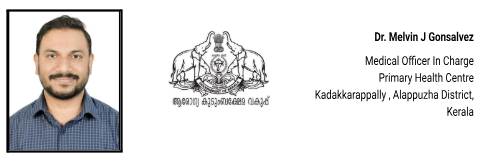 Dr. Melvin J Gonsalvez
Medical Officer In Charge
Primary Health Centre
Kadakkarappally , Alappuzha District,
Kerala
ആരോഗ്യ കുടുംബക്ഷേമ വകുപ്പ്